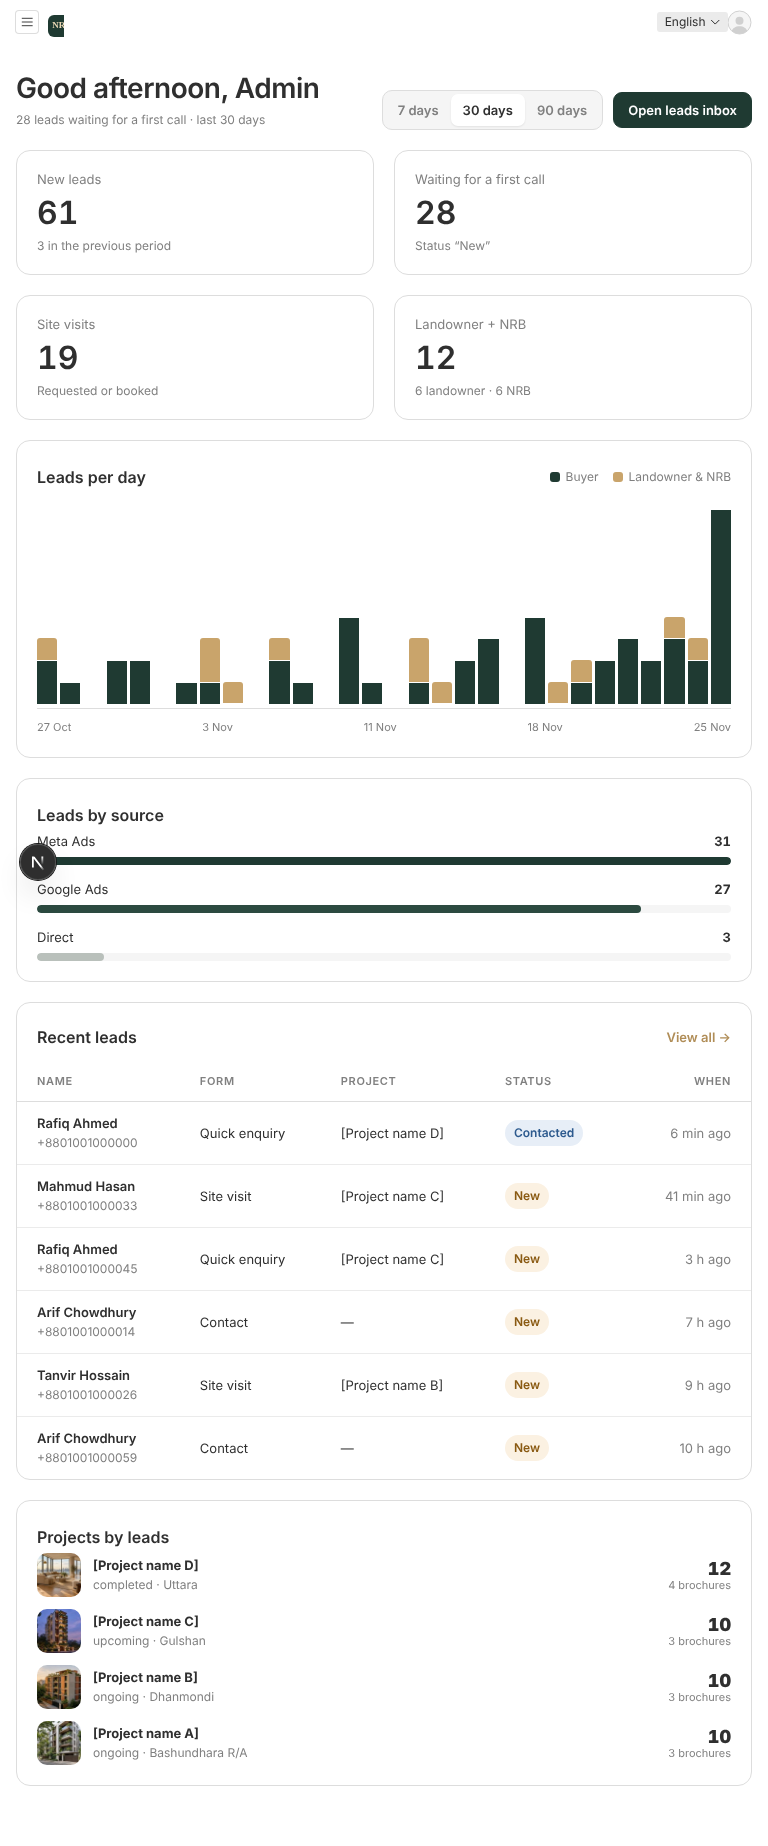 NR
English
Good afternoon, Admin
28 leads waiting for a first call · last 30 days
7 days 30 days 90 days
Open leads inbox
New leads
61
3 in the previous period
Waiting for a first call
28
Status “New”
Site visits
19
Requested or booked
Landowner + NRB
12
6 landowner · 6 NRB
Leads per day
Buyer Landowner & NRB
27 Oct 3 Nov 11 Nov 18 Nov 25 Nov
Leads by source
Meta Ads 31
N
Google Ads 27
Direct 3
Recent leads View all →
NAME FORM PROJECT STATUS WHEN
Rafiq Ahmed
+8801001000000
Quick enquiry [Project name D] Contacted 6 min ago
Mahmud Hasan
+8801001000033
Site visit [Project name C] New 41 min ago
Rafiq Ahmed
+8801001000045
Quick enquiry [Project name C] New 3 h ago
Arif Chowdhury
+8801001000014
Contact — New 7 h ago
Tanvir Hossain
+8801001000026
Site visit [Project name B] New 9 h ago
Arif Chowdhury
+8801001000059
Contact — New 10 h ago
Projects by leads
[Project name D] 12
completed · Uttara 4 brochures
[Project name C] 10
upcoming · Gulshan 3 brochures
[Project name B] 10
ongoing · Dhanmondi 3 brochures
[Project name A] 10
ongoing · Bashundhara R/A 3 brochures